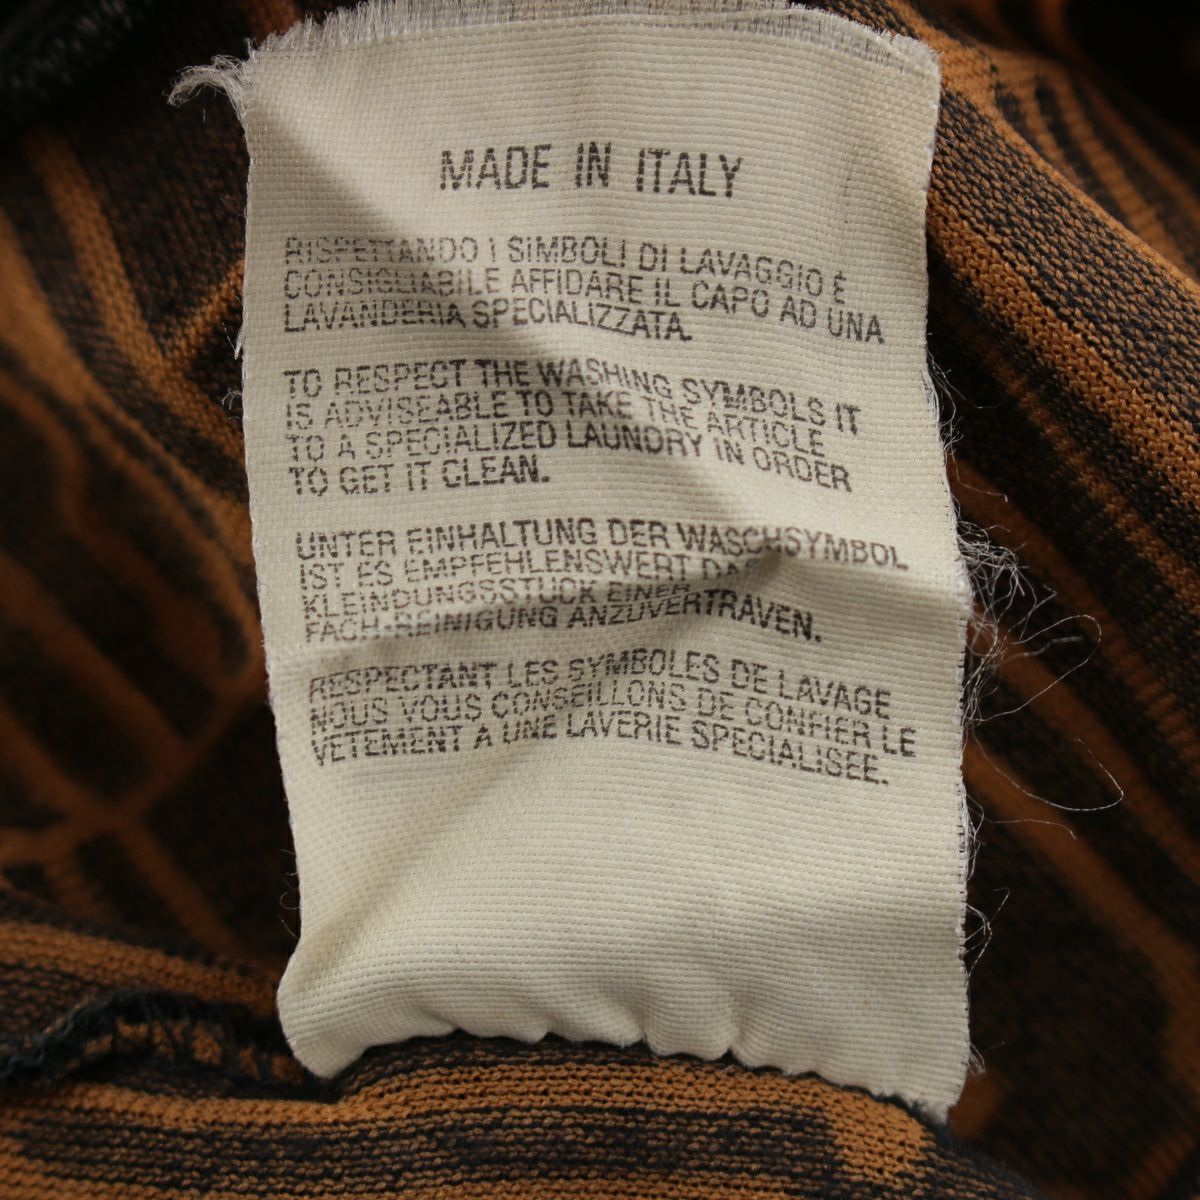 MADE IN ITALY
RISPETTANDO I SIMBOLI DI LAVAGGIO É
CONSIGLIABILE AFFIDARE IL CAPO AD UNA
LAVANDERIA SPECIALIZZATA.
TO RESPECT THE WASHING SYMBOLS IT
IS ADVISEABLE TO TAKE THE ARTICLE
TO A SPECIALIZED LAUNDRY IN ORDER
TO GET IT CLEAN.
UNTER EINHALTUNG DER WASCHSYMBOL
IST ES EMPFEHLENSWERT DAS
KLEINDUNGSSTUCK EINER
FACH-REINIGUNG ANZUVERTRAVEN.
RESPECTANT LES SYMBOLES DE LAVAGE
NOUS VOUS CONSEILLONS DE CONFIER LE
VETEMENT A UNE LAVERIE SPECIALISEE.